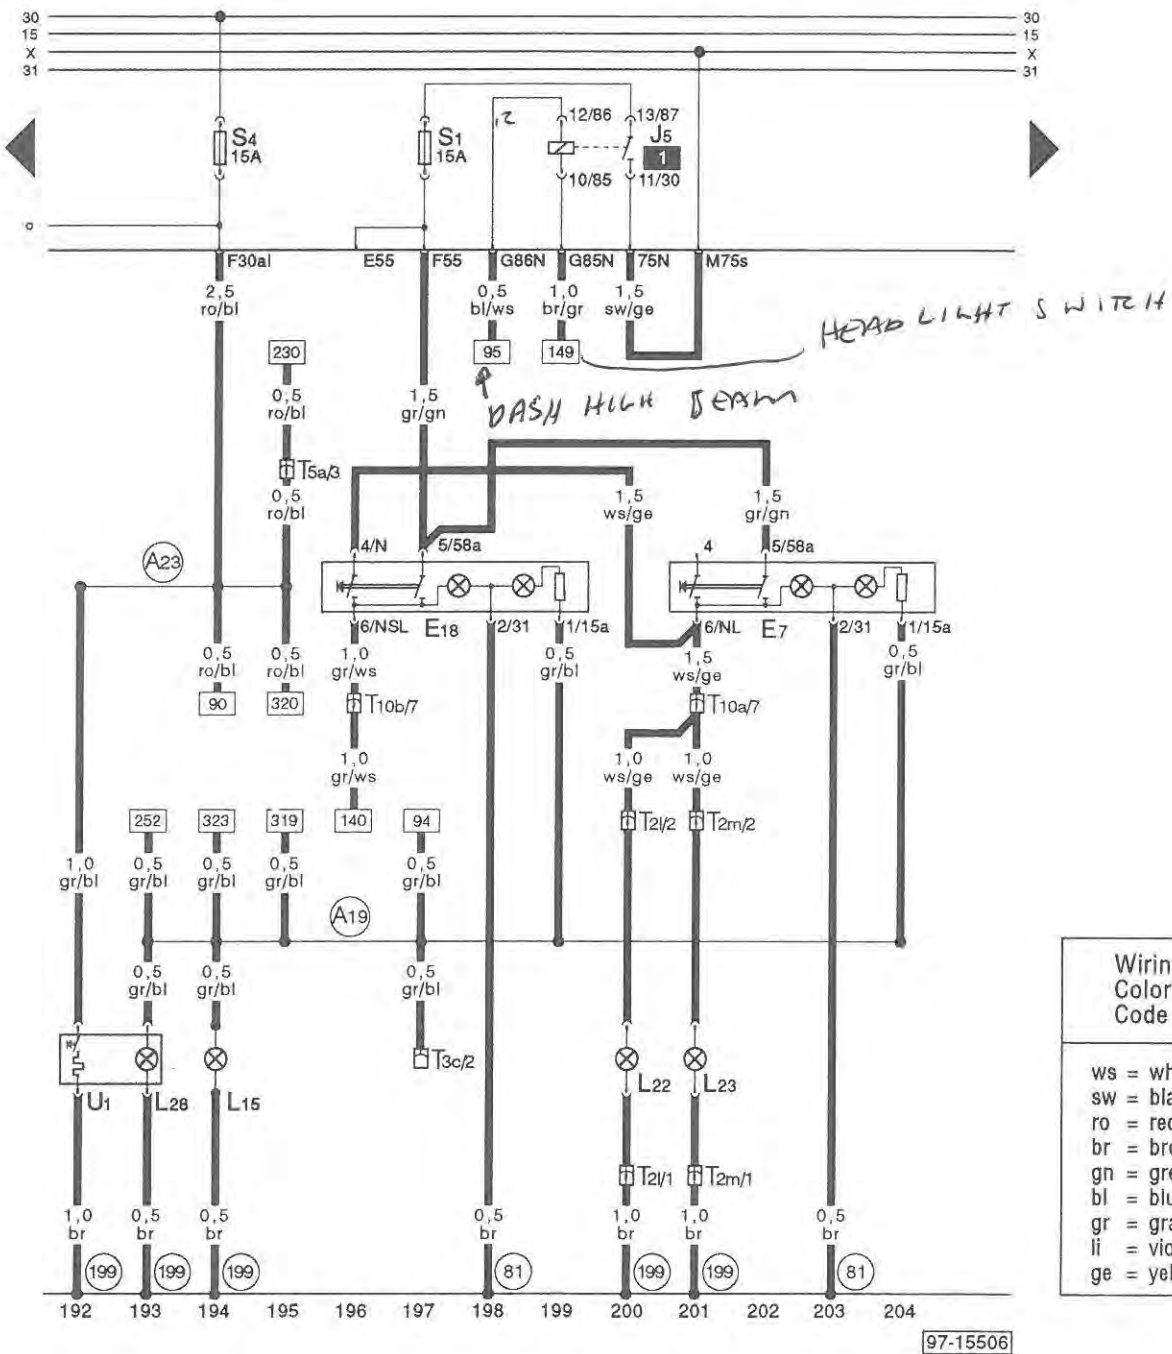 30 30
15 15
X X
31 31
S4 15A
S1 15A
12/86 13/87
J5
1
10/85 11/30
F30al E55 F55 G86N G85N 75N M75s
2,5 ro/bl
0,5 bl/ws
1,0 br/gr
1,5 sw/ge
HEADLIGHT SWITCH
230 95 149
DASH HIGH BEAM
0,5 ro/bl
1,5 gr/gn
T5a/3
0,5 ro/bl
1,5 ws/ge
1,5 gr/gn
A23
4/N 5/58a 4 5/58a
6/NSL E18 2/31 1/15a 6/NL E7 2/31 1/15a
0,5 ro/bl
0,5 ro/bl
1,0 gr/ws
0,5 gr/bl
1,5 ws/ge
0,5 gr/bl
90 320 T10b/7 T10a/7
1,0 gr/ws
1,0 ws/ge
1,0 ws/ge
252 323 319 140 94 T2l/2 T2m/2
1,0 gr/bl
0,5 gr/bl
0,5 gr/bl
0,5 gr/bl
0,5 gr/bl
A19
0,5 gr/bl
0,5 gr/bl
0,5 gr/bl
T3c/2
U1 L28 L15 L22 L23
T2l/1 T2m/1
1,0 br
0,5 br
0,5 br
0,5 br
1,0 br
1,0 br
0,5 br
199 199 199 81 199 199 81
192 193 194 195 196 197 198 199 200 201 202 203 204
97-15506
Color
Code
ws =
sw =
ro =
br =
gn =
bl =
gr =
li =
ge =